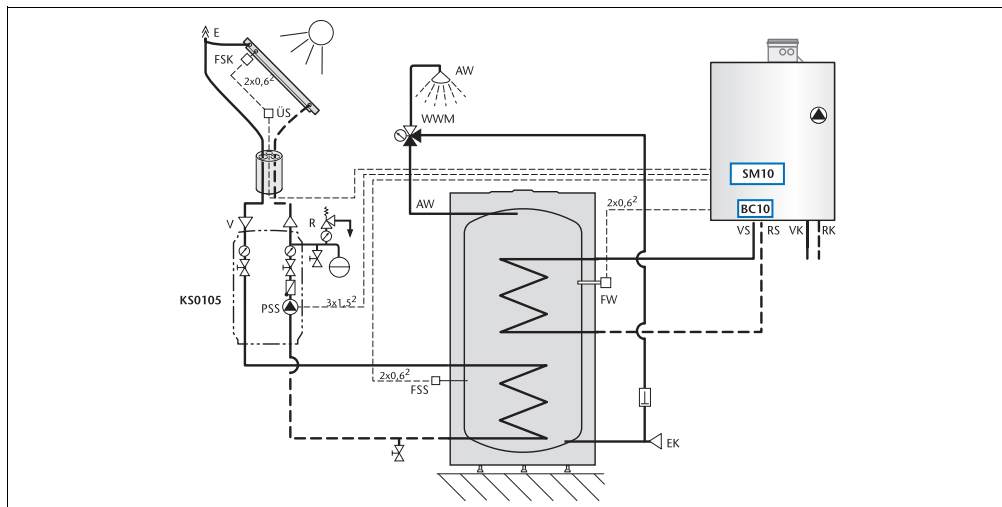 E
FSK
2x0,6²
ÜS
AW
WWM
SM10
BC10
AW
2x0,6²
VS
RS
VK
RK
V
R
KS0105
PSS
3x1,5²
FW
2x0,6²
FSS
EK